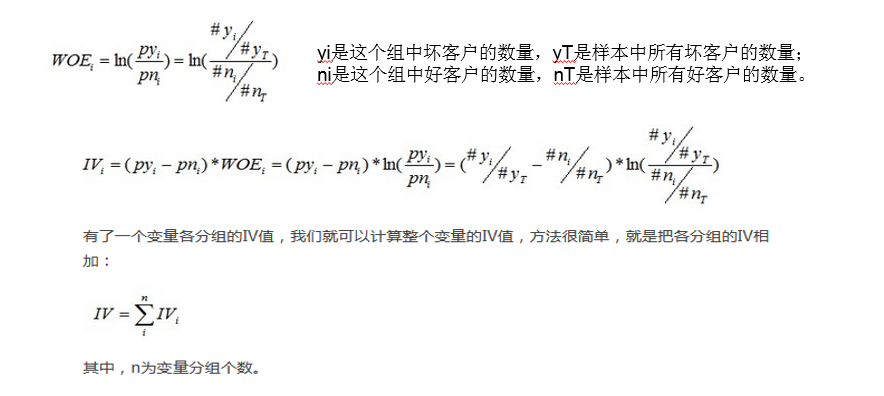 WOE_i = ln(py_i/pn_i) = ln((#y_i/#y_T)/(#n_i/#n_T))
yi是这个组中坏客户的数量，yT是样本中所有坏客户的数量；
ni是这个组中好客户的数量，nT是样本中所有好客户的数量。
IV_i = (py_i − pn_i)*WOE_i = (py_i − pn_i)*ln(py_i/pn_i) = (#y_i/#y_T − #n_i/#n_T)*ln((#y_i/#y_T)/(#n_i/#n_T))
有了一个变量各分组的IV值，我们就可以计算整个变量的IV值，方法很简单，就是把各分组的IV相
加：
IV = ∑_i^n IV_i
其中，n为变量分组个数。